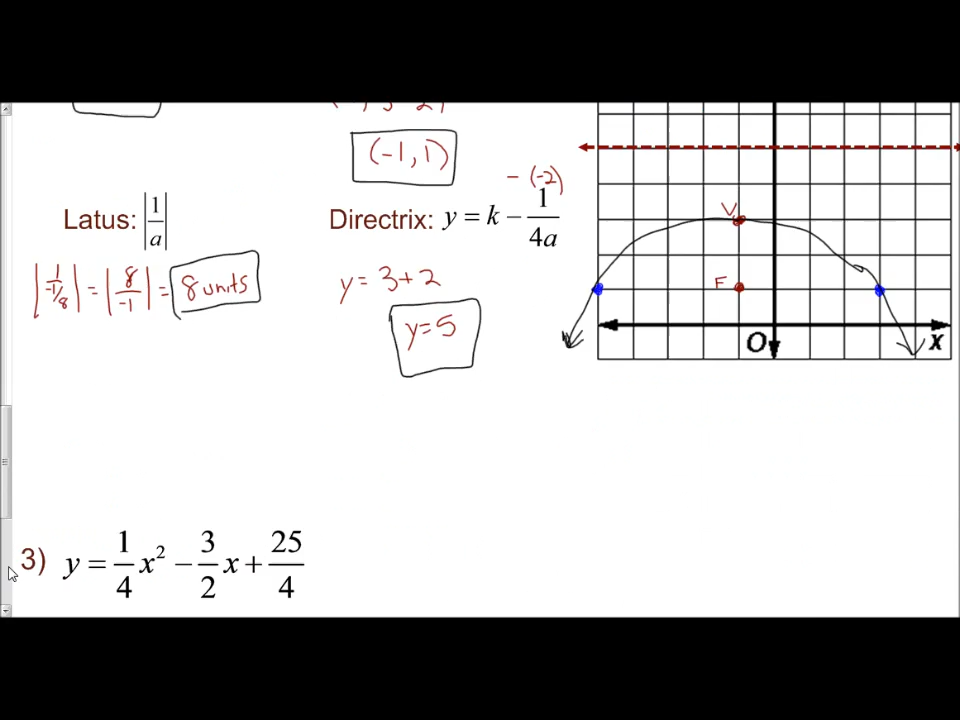 (-1, 1)
- (-2)
Latus: |1/a|
Directrix: y = k - 1/4a
|1/-1/8| = |8/-1| = 8 units
y = 3+2
y=5
V
F
O
x
3) y = 1/4 x² - 3/2 x + 25/4